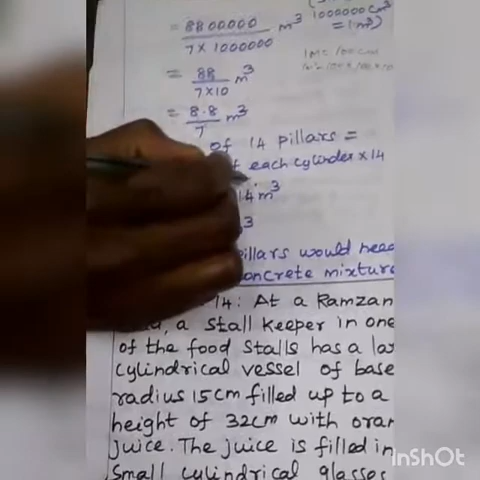 = 8800000 m³
7 × 1000000
1000000 cm³
= 1 m³)
= 88 m³
7×10
= 8.8 m³
7
of 14 pillars =
each cylinder × 14
14 m³
3
pillars would need
concrete mixture
14: At a Ramzan
, a stall keeper in one
of the food stalls has a
cylindrical vessel of base
radius 15cm filled up to a
height of 32cm with
juice. The juice is filled in
small cylindrical glasses
InShOt